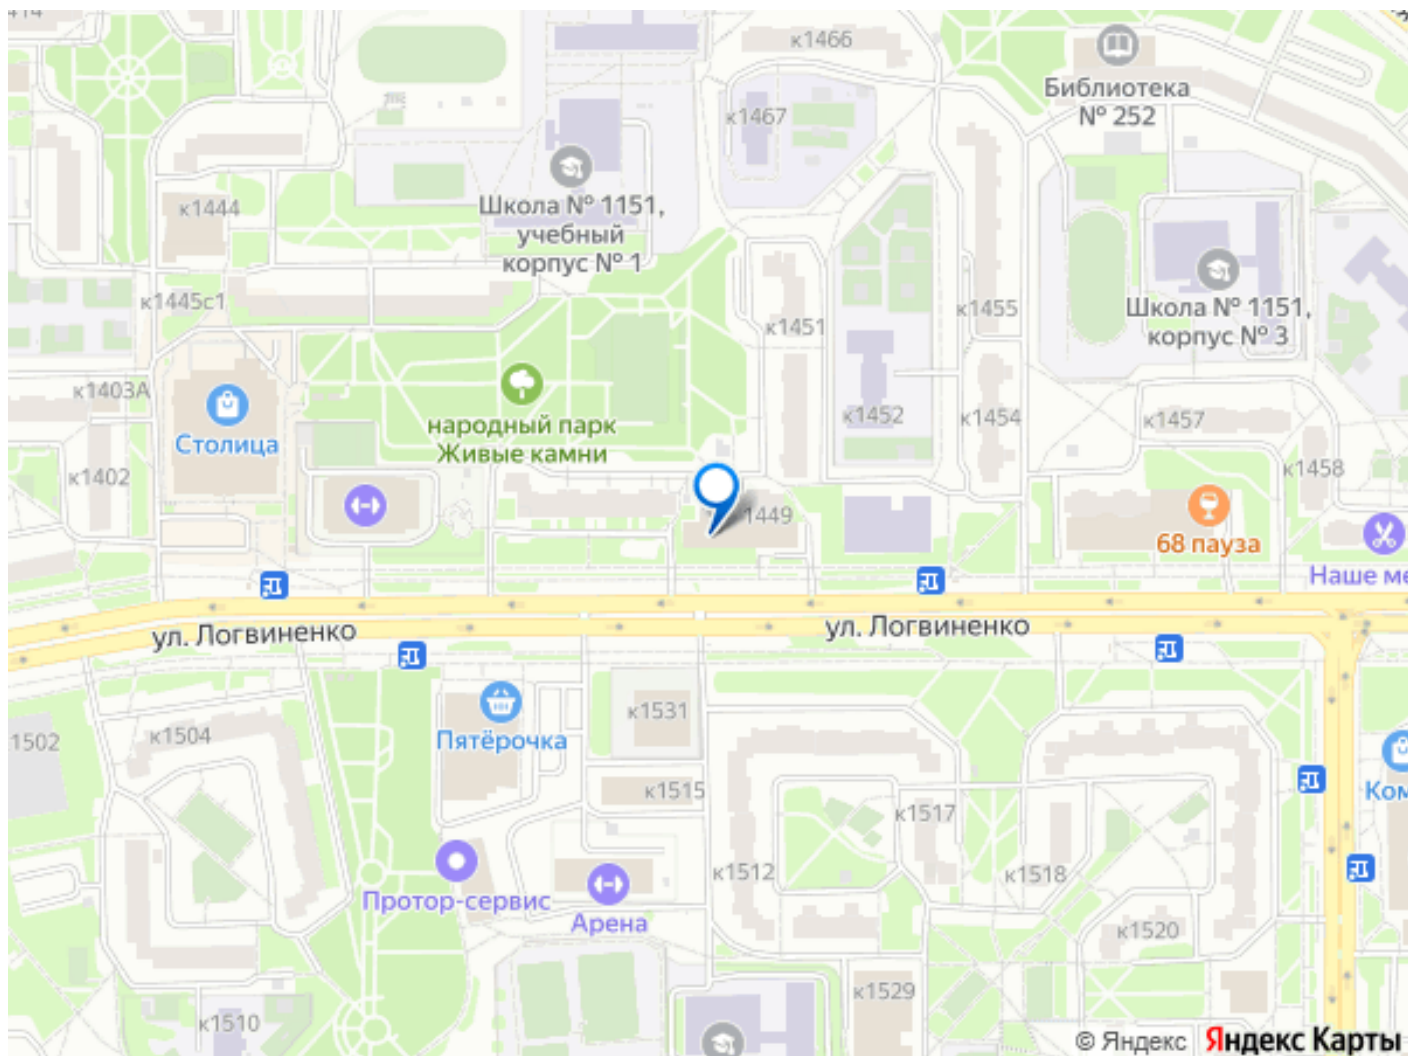 к1466
Библиотека
№ 252
к1467
Школа № 1151,
учебный
корпус № 1
к1444
к1445с1
к1451
к1455
Школа № 1151,
корпус № 3
к1403А
Столица
народный парк
Живые камни
к1452
к1454
к1457
к1402
к1458
1449
68 пауза
Наше ме
ул. Логвиненко
ул. Логвиненко
к1531
1502
к1504
Пятёрочка
к1515
Ком
к1517
к1512
к1518
Протор-сервис
Арена
к1520
к1529
к1510
© Яндекс Яндекс Карты